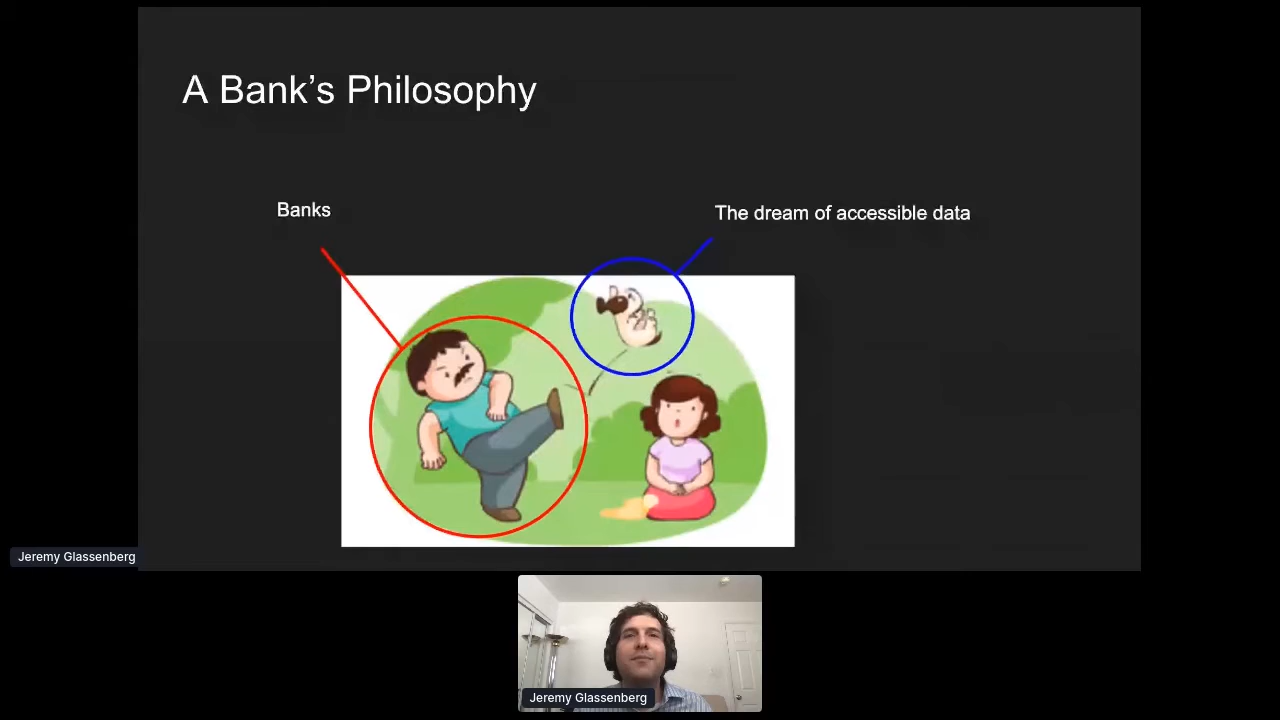 A Bank’s Philosophy
Banks
The dream of accessible data
Jeremy Glassenberg
Jeremy Glassenberg